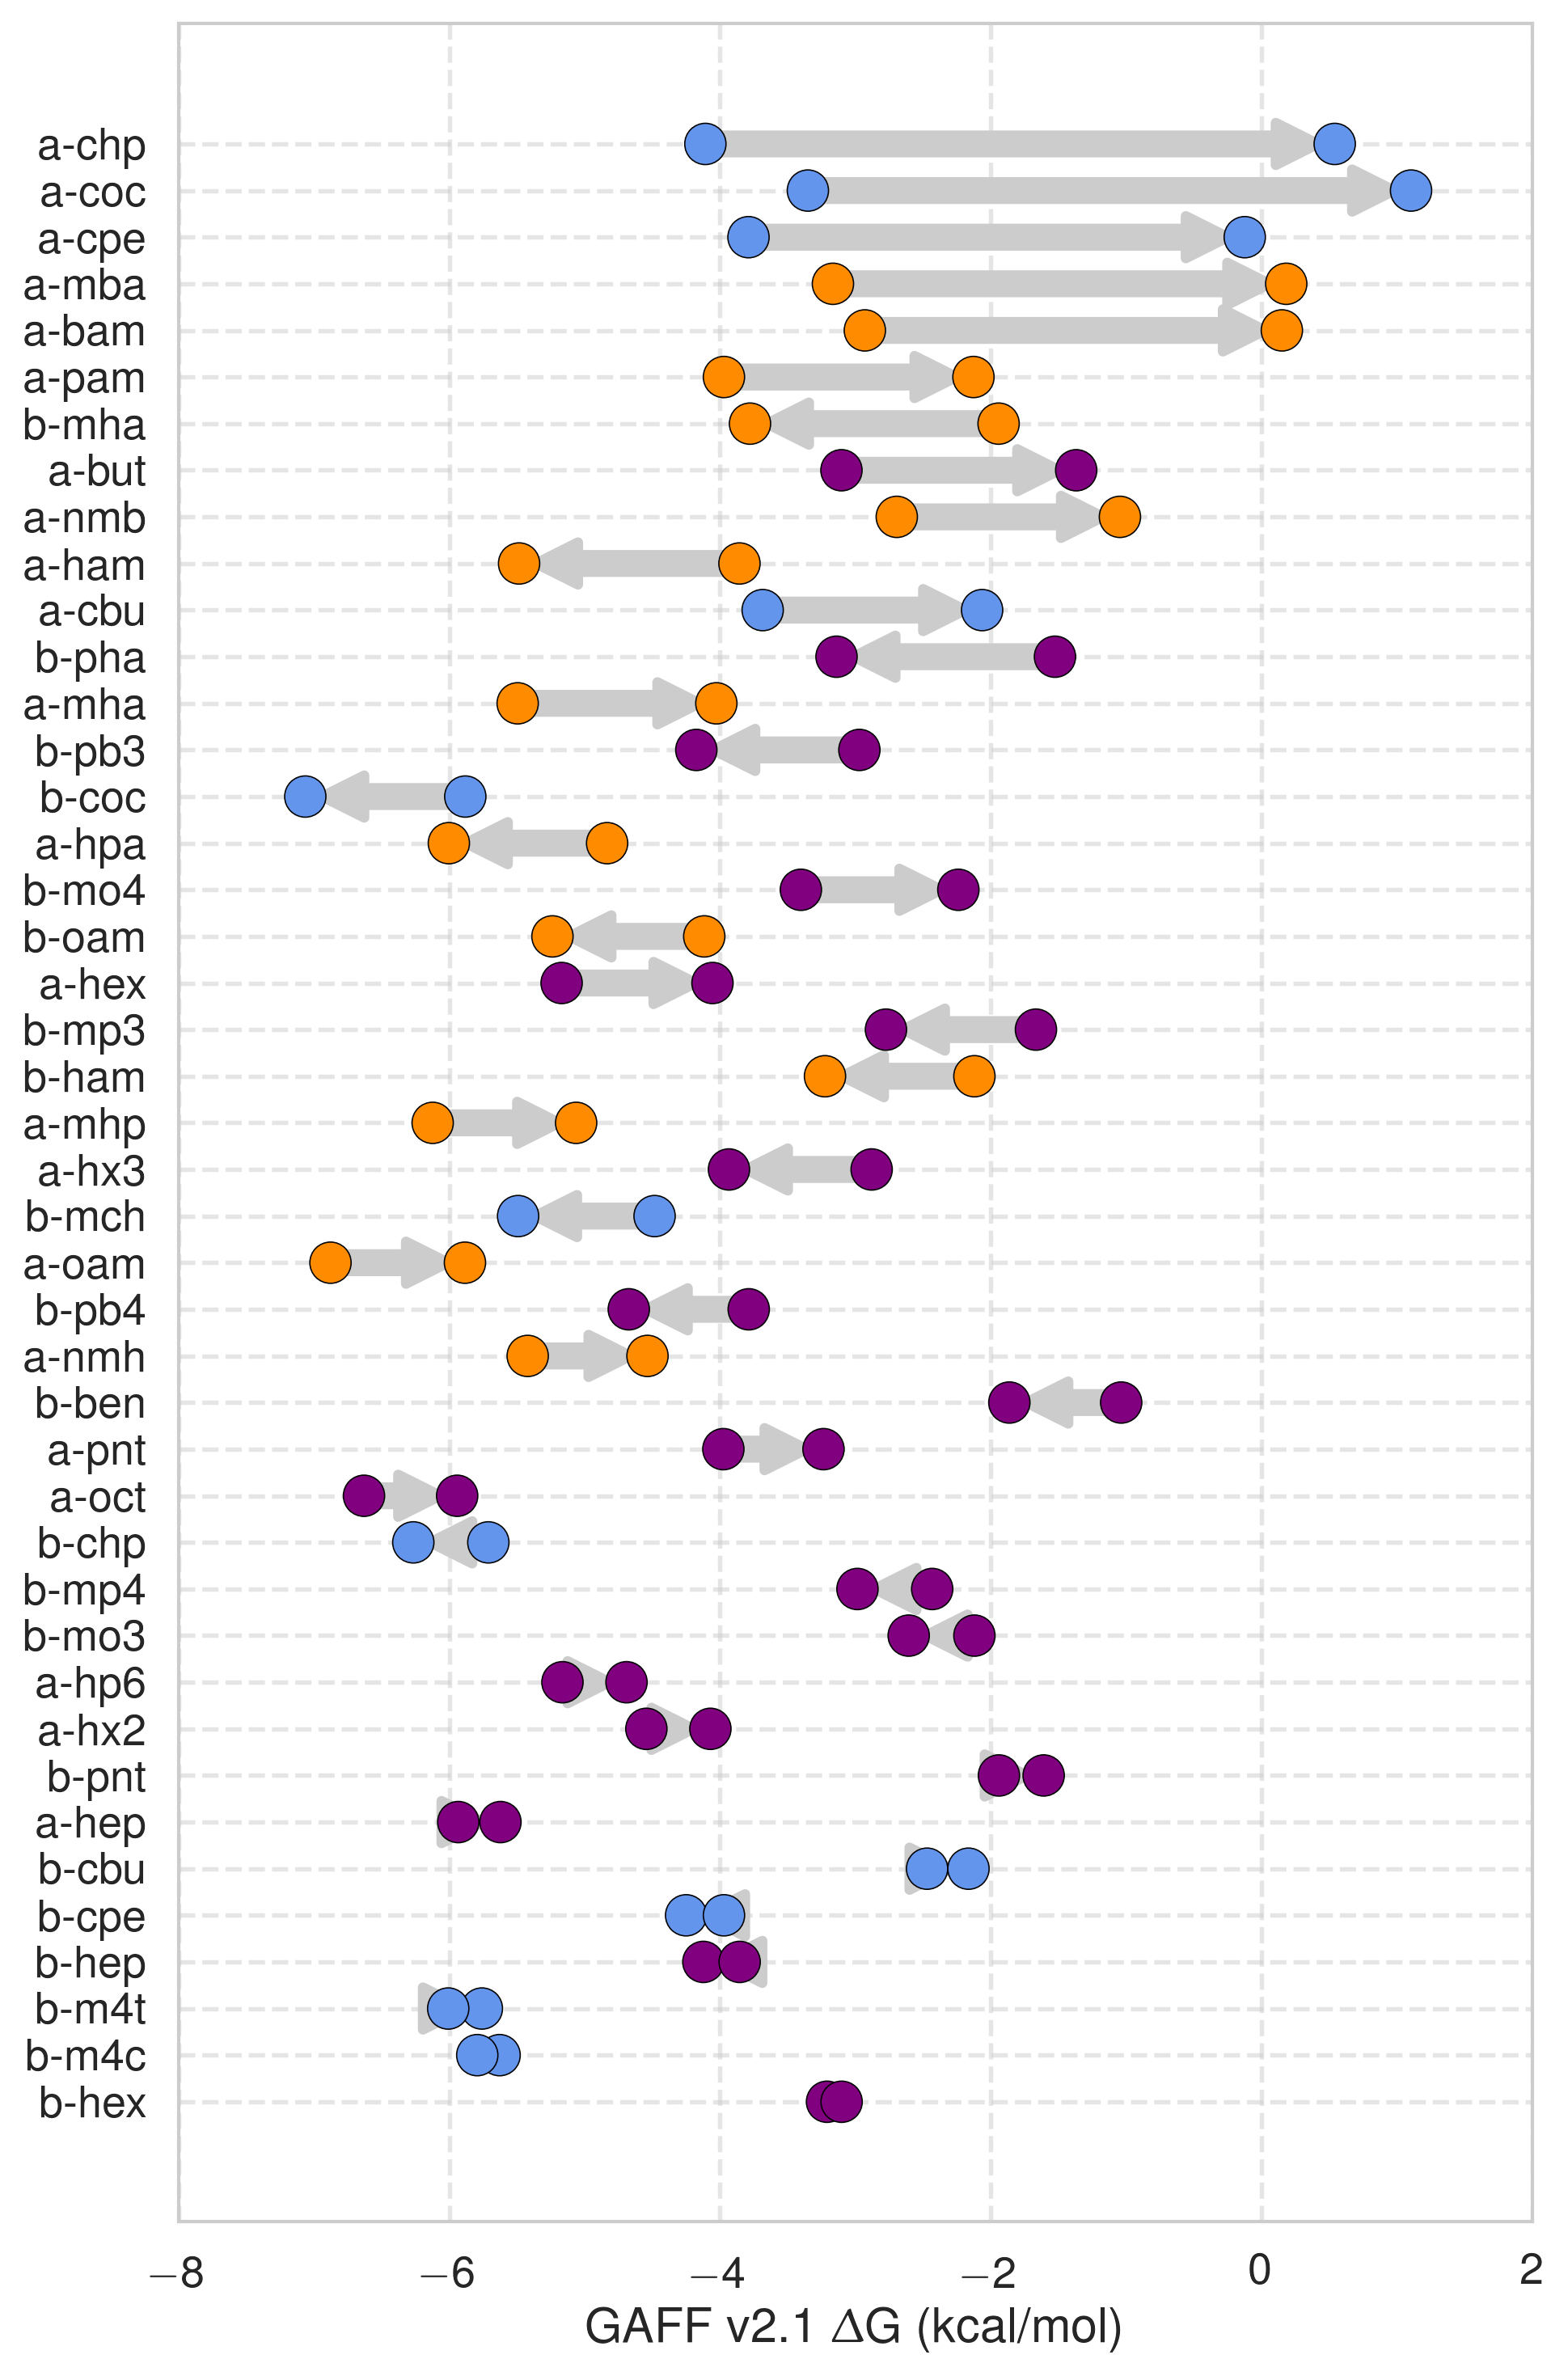 a-chp
a-coc
a-cpe
a-mba
a-bam
a-pam
b-mha
a-but
a-nmb
a-ham
a-cbu
b-pha
a-mha
b-pb3
b-coc
a-hpa
b-mo4
b-oam
a-hex
b-mp3
b-ham
a-mhp
a-hx3
b-mch
a-oam
b-pb4
a-nmh
b-ben
a-pnt
a-oct
b-chp
b-mp4
b-mo3
a-hp6
a-hx2
b-pnt
a-hep
b-cbu
b-cpe
b-hep
b-m4t
b-m4c
b-hex
−8 −6 −4 −2 0 2
GAFF v2.1 ΔG (kcal/mol)